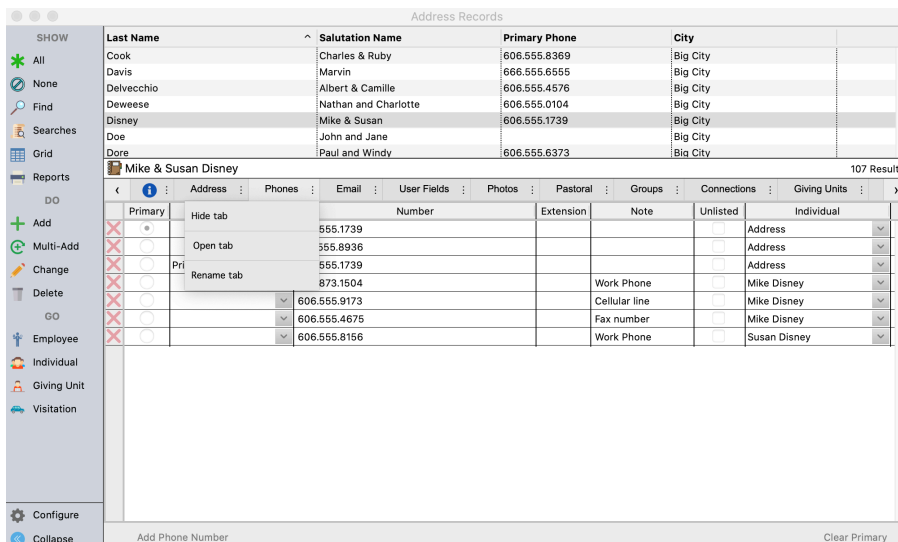 Address Records
SHOW
All
None
Find
Searches
Grid
Reports
DO
Add
Multi-Add
Change
Delete
GO
Employee
Individual
Giving Unit
Visitation
Configure
Collapse
Last Name Salutation Name Primary Phone City
Cook Charles & Ruby 606.555.8369 Big City
Davis Marvin 666.555.6555 Big City
Delvecchio Albert & Camille 606.555.4576 Big City
Deweese Nathan and Charlotte 606.555.0104 Big City
Disney Mike & Susan 606.555.1739 Big City
Doe John and Jane Big City
Dore Paul and Windy 606.555.6373 Big City
Mike & Susan Disney 107 Result
Address Phones Email User Fields Photos Pastoral Groups Connections Giving Units
Primary Number Extension Note Unlisted Individual
Hide tab
Open tab
Rename tab
555.1739 Address
555.8936 Address
Pri 555.1739 Address
873.1504 Work Phone Mike Disney
606.555.9173 Cellular line Mike Disney
606.555.4675 Fax number Mike Disney
606.555.8156 Work Phone Susan Disney
Add Phone Number Clear Primary